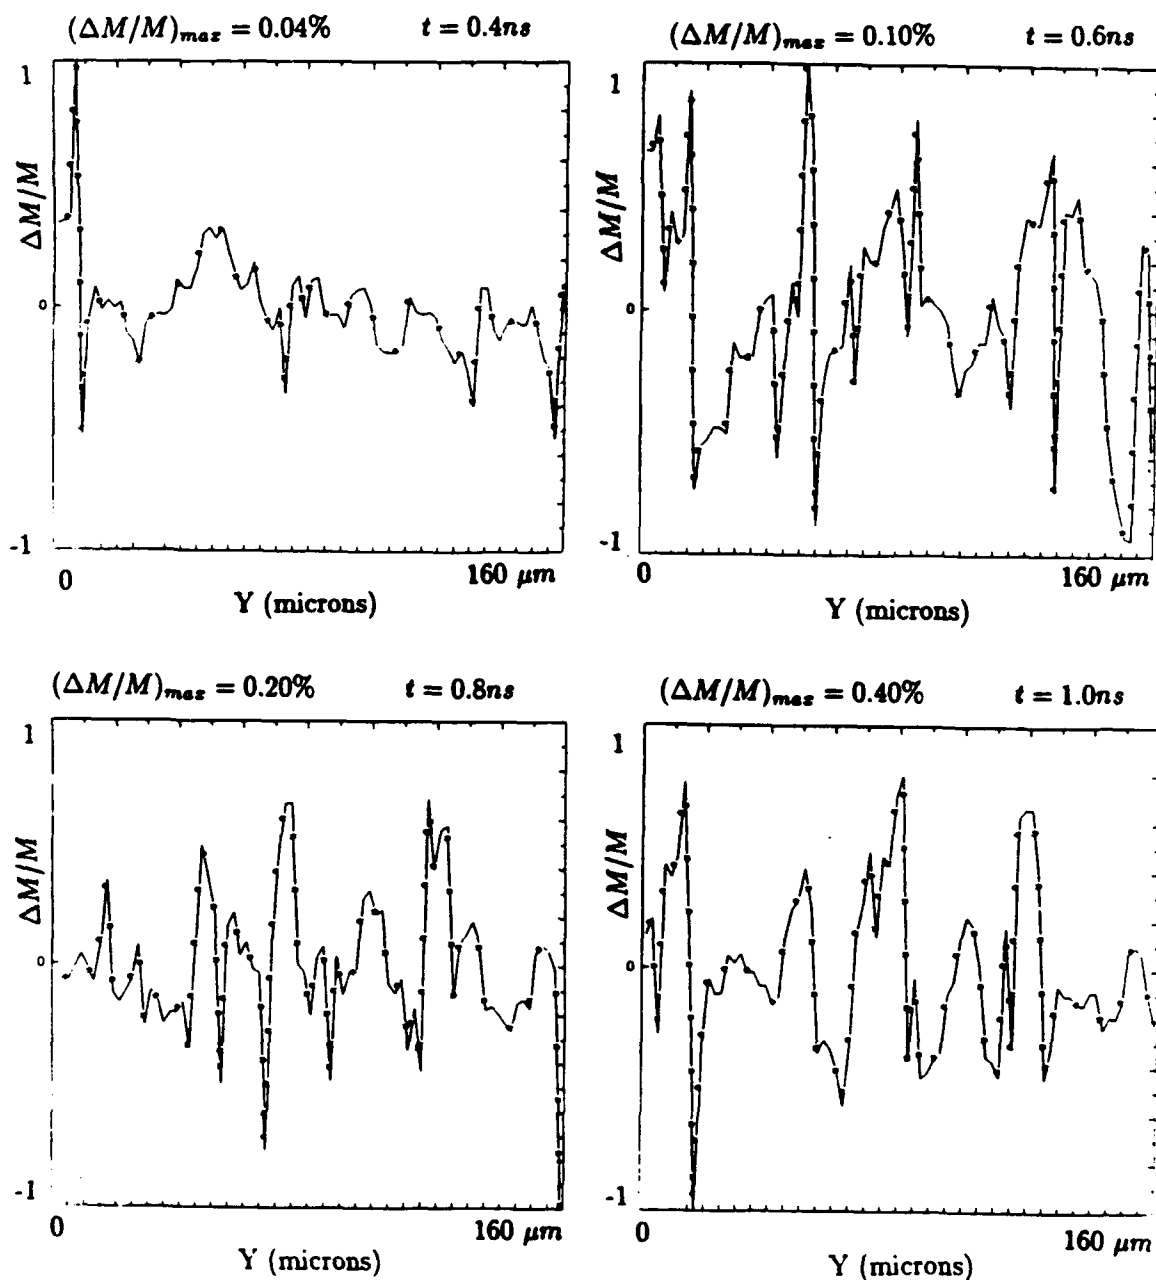 (ΔM/M)max = 0.04% t = 0.4ns
1
ΔM/M
0
-1
0 160 μm
Y (microns)
(ΔM/M)max = 0.10% t = 0.6ns
1
ΔM/M
0
-1
0 160 μm
Y (microns)
(ΔM/M)max = 0.20% t = 0.8ns
1
ΔM/M
0
-1
0 160 μm
Y (microns)
(ΔM/M)max = 0.40% t = 1.0ns
1
ΔM/M
0
-1
0 160 μm
Y (microns)